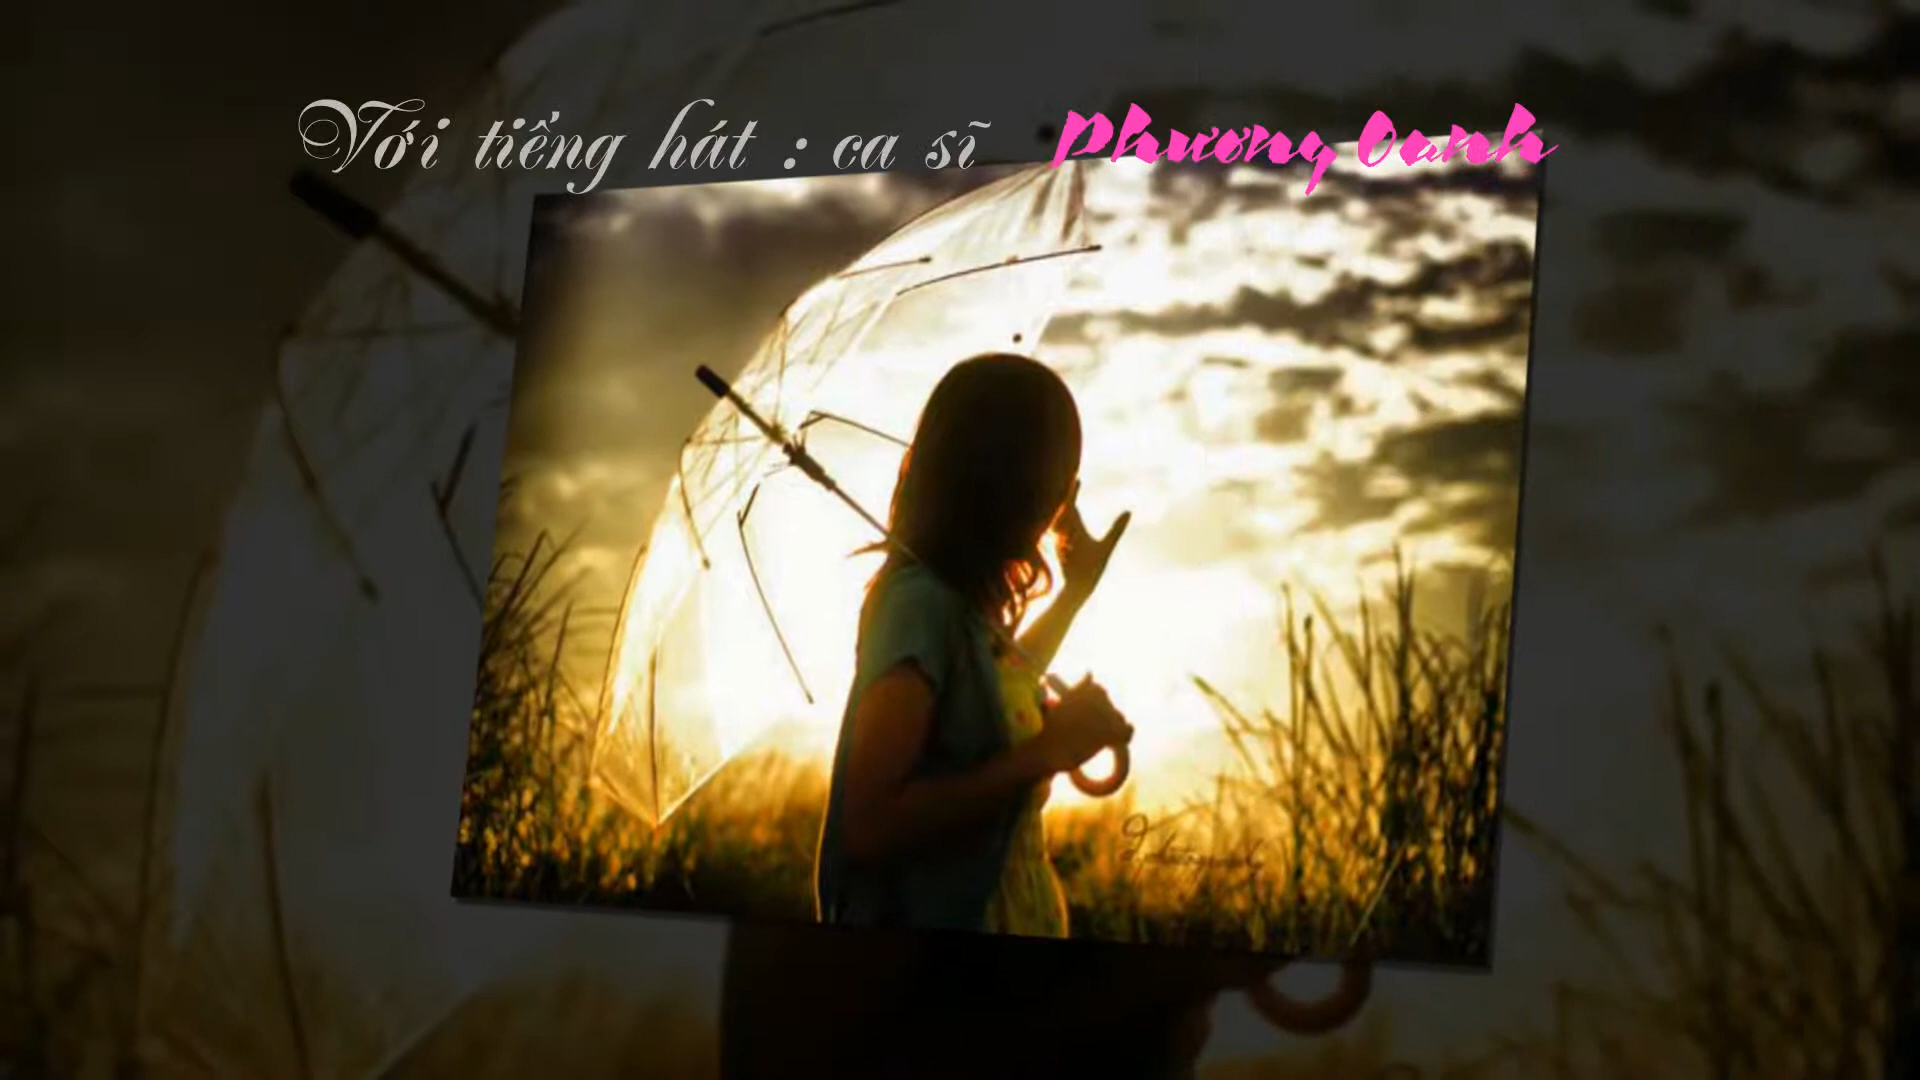 Với tiếng hát : ca sĩ Phương Oanh